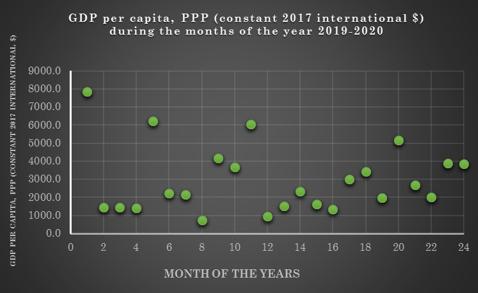 GDP per capita, PPP (constant 2017 international $)
during the months of the year 2019-2020
GDP PER CAPITA, PPP (CONSTANT 2017 INTERNATIONAL $)
9000.0
8000.0
7000.0
6000.0
5000.0
4000.0
3000.0
2000.0
1000.0
0.0
0 2 4 6 8 10 12 14 16 18 20 22 24
MONTH OF THE YEARS